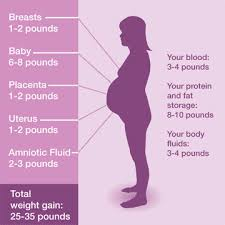 Breasts
1-2 pounds
Baby
6-8 pounds
Placenta
1-2 pounds
Uterus
1-2 pounds
Amniotic Fluid
2-3 pounds
Total
weight gain:
25-35 pounds
Your blood:
3-4 pounds
Your protein
and fat
storage:
8-10 pounds
Your body
fluids:
3-4 pounds